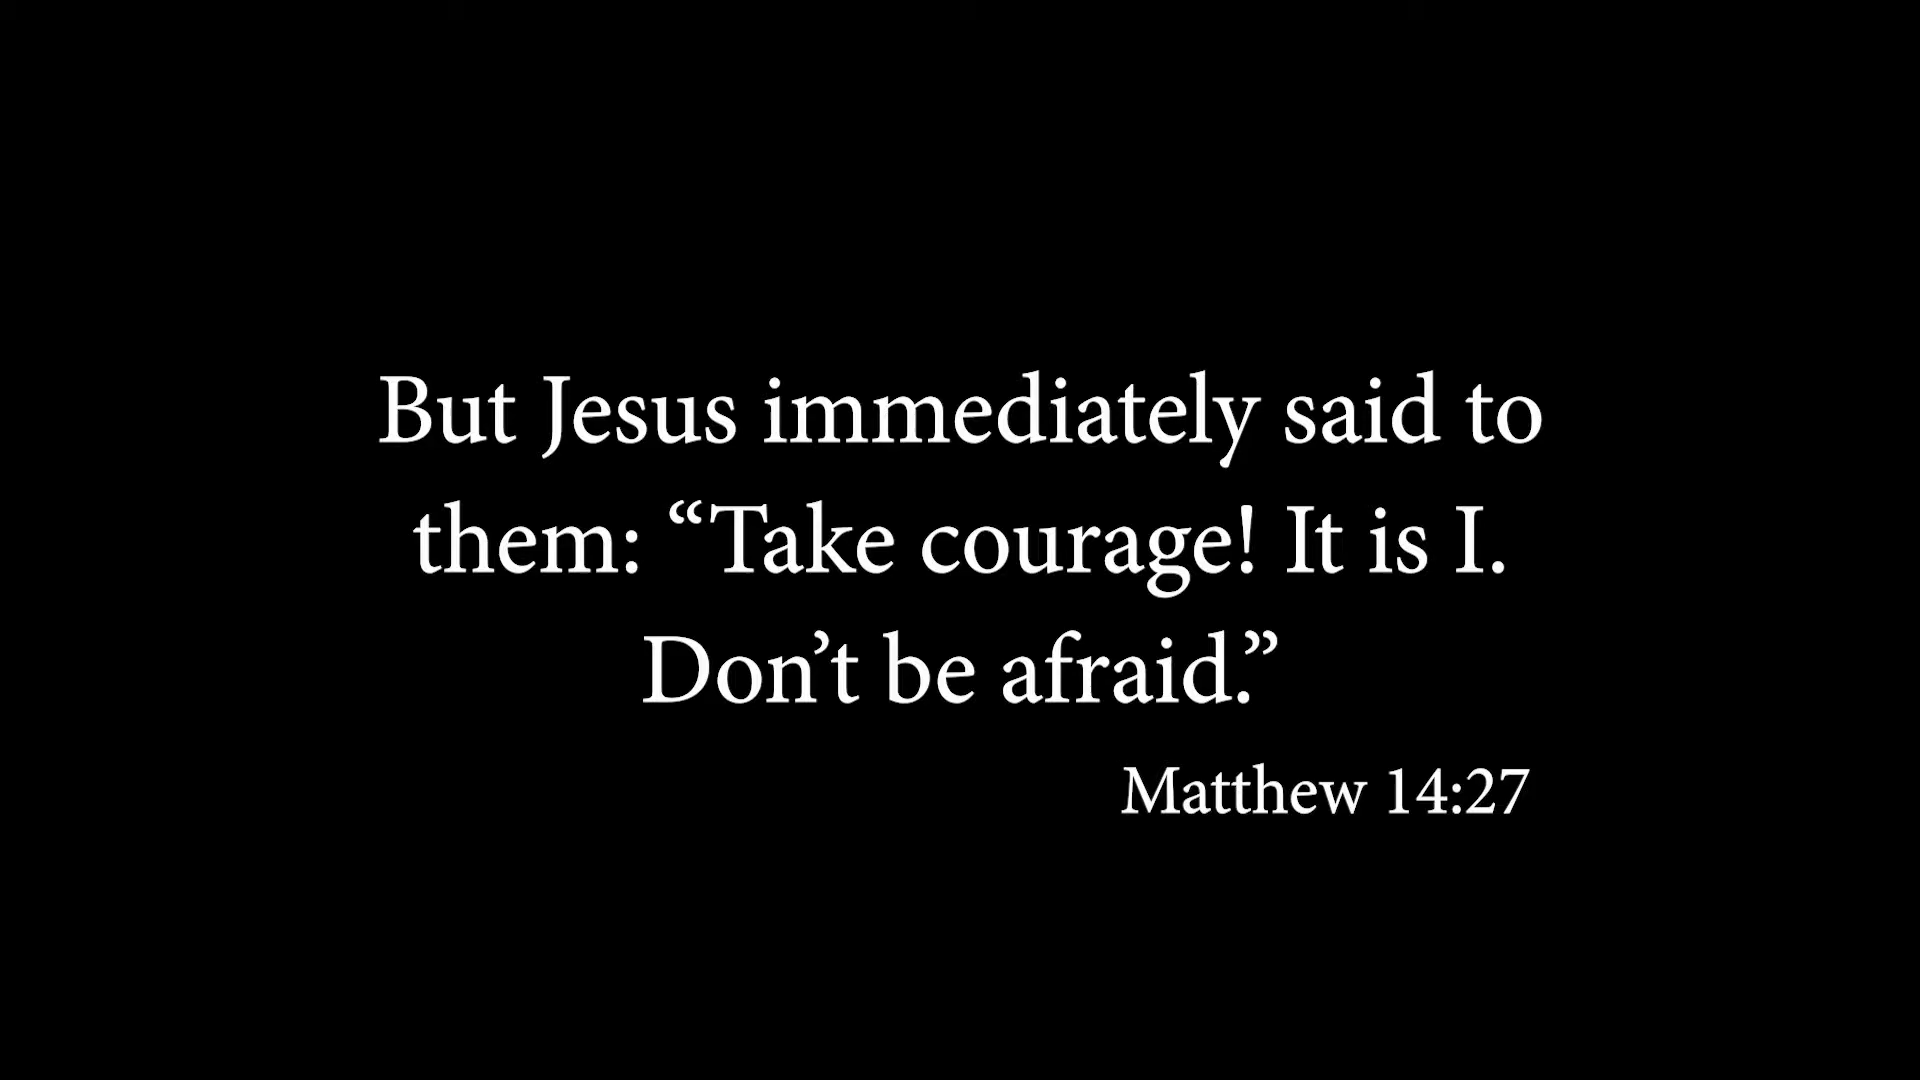 But Jesus immediately said to
them: “Take courage! It is I.
Don’t be afraid.”
Matthew 14:27